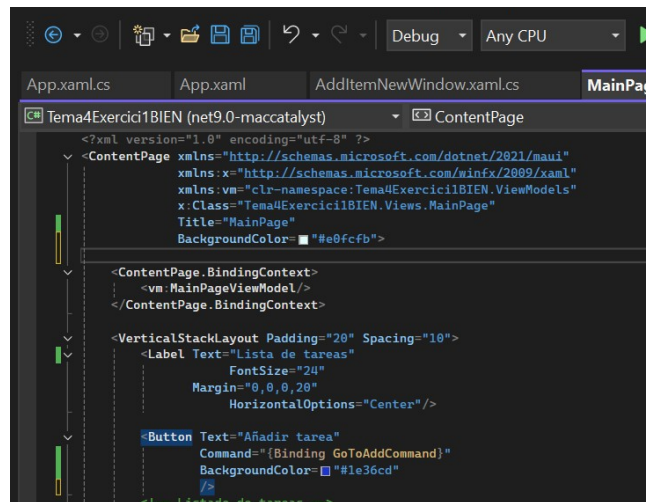 Debug Any CPU
App.xaml.cs App.xaml AddItemNewWindow.xaml.cs MainPag
C# Tema4Exercici1BIEN (net9.0-maccatalyst) ContentPage
<?xml version="1.0" encoding="utf-8" ?>
<ContentPage xmlns="http://schemas.microsoft.com/dotnet/2021/maui"
xmlns:x="http://schemas.microsoft.com/winfx/2009/xaml"
xmlns:vm="clr-namespace:Tema4Exercici1BIEN.ViewModels"
x:Class="Tema4Exercici1BIEN.Views.MainPage"
Title="MainPage"
BackgroundColor="#e0fcfb">
<ContentPage.BindingContext>
<vm:MainPageViewModel/>
</ContentPage.BindingContext>
<VerticalStackLayout Padding="20" Spacing="10">
<Label Text="Lista de tareas"
FontSize="24"
Margin="0,0,0,20"
HorizontalOptions="Center"/>
<Button Text="Añadir tarea"
Command="{Binding GoToAddCommand}"
BackgroundColor="#1e36cd"
/>
<!-- Listado de tareas -->